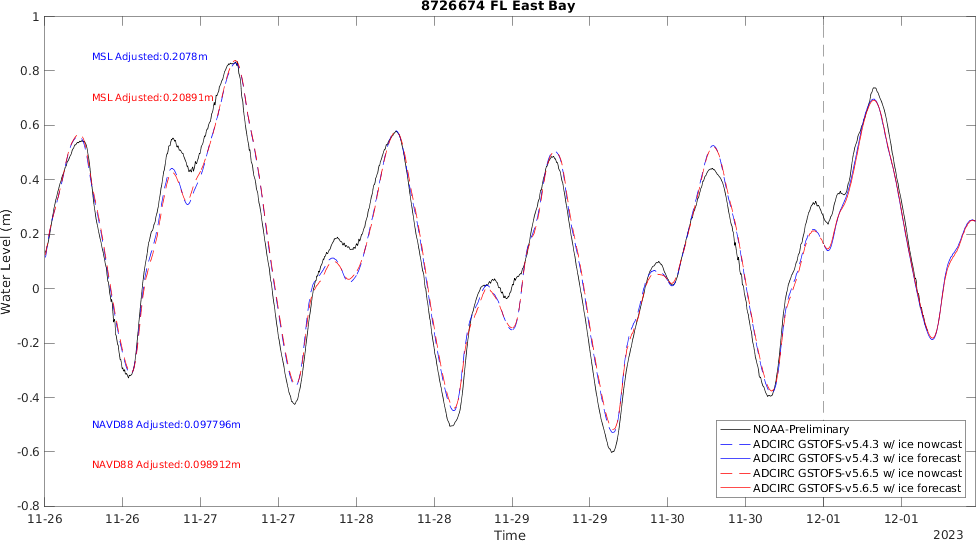 8726674 FL East Bay
1
0.8
0.6
0.4
0.2
0
-0.2
-0.4
-0.6
-0.8
Water Level (m)
MSL Adjusted:0.2078m
MSL Adjusted:0.20891m
NAVD88 Adjusted:0.097796m
NAVD88 Adjusted:0.098912m
NOAA-Preliminary
ADCIRC GSTOFS-v5.4.3 w/ ice nowcast
ADCIRC GSTOFS-v5.4.3 w/ ice forecast
ADCIRC GSTOFS-v5.6.5 w/ ice nowcast
ADCIRC GSTOFS-v5.6.5 w/ ice forecast
11-26 11-26 11-27 11-27 11-28 11-28 11-29 11-29 11-30 11-30 12-01 12-01
Time
2023